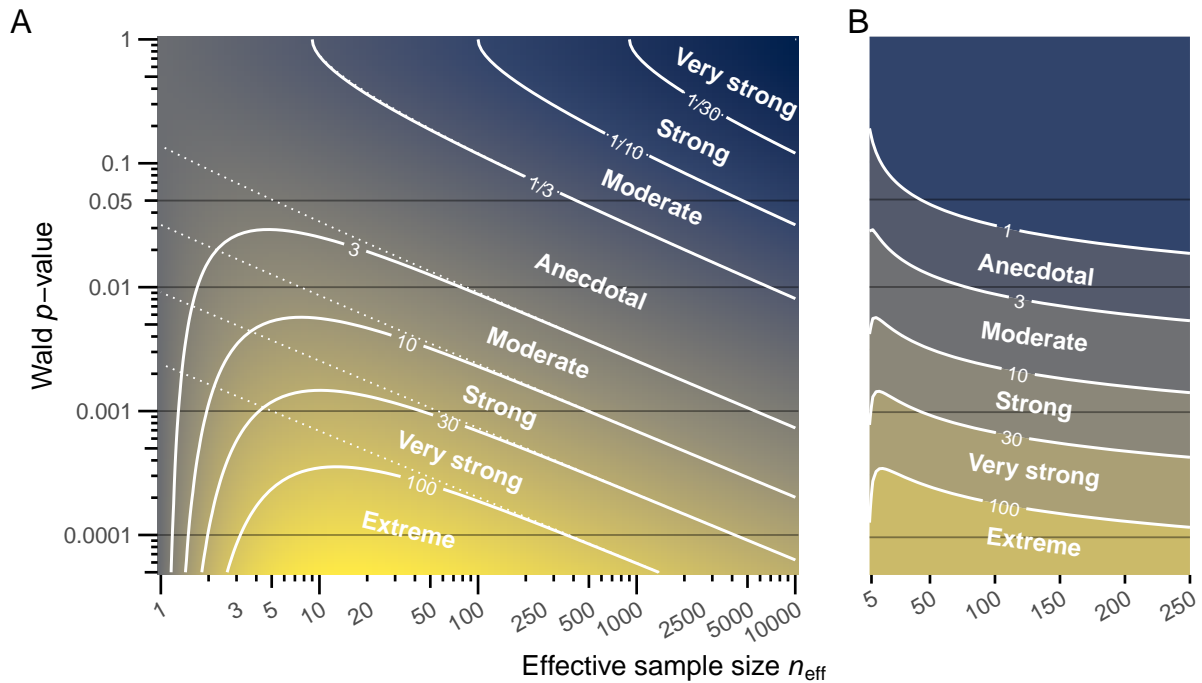 A
B
Wald p−value
1
0.1
0.05
0.01
0.001
0.0001
Very strong
1/30
Strong
1/10
Moderate
1/3
Anecdotal
3
Moderate
10
Strong
30
Very strong
100
Extreme
1
3
5
10
20
50
100
200
500
1000
2000
5000
10000
1
Anecdotal
3
Moderate
10
Strong
30
Very strong
100
Extreme
5
50
100
150
200
250
Effective sample size neff